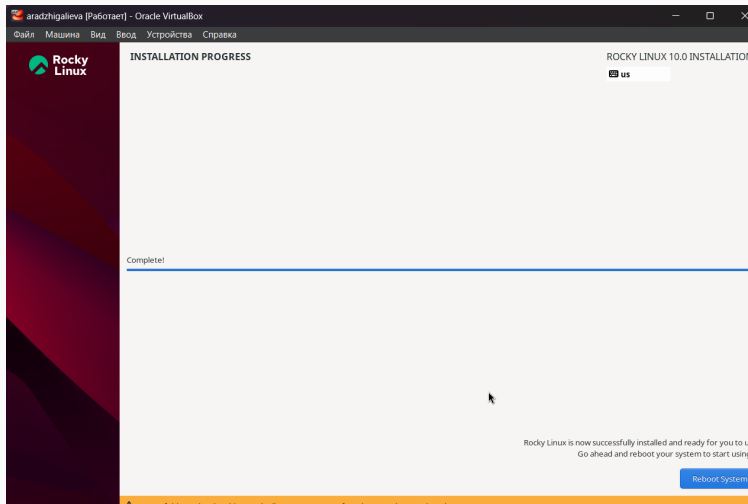 aradzhigalieva [Работает] - Oracle VirtualBox
Файл Машина Вид Ввод Устройства Справка
Rocky
Linux
INSTALLATION PROGRESS
ROCKY LINUX 10.0 INSTALLATION
us
Complete!
Rocky Linux is now successfully installed and ready for you to u
Go ahead and reboot your system to start using
Reboot System